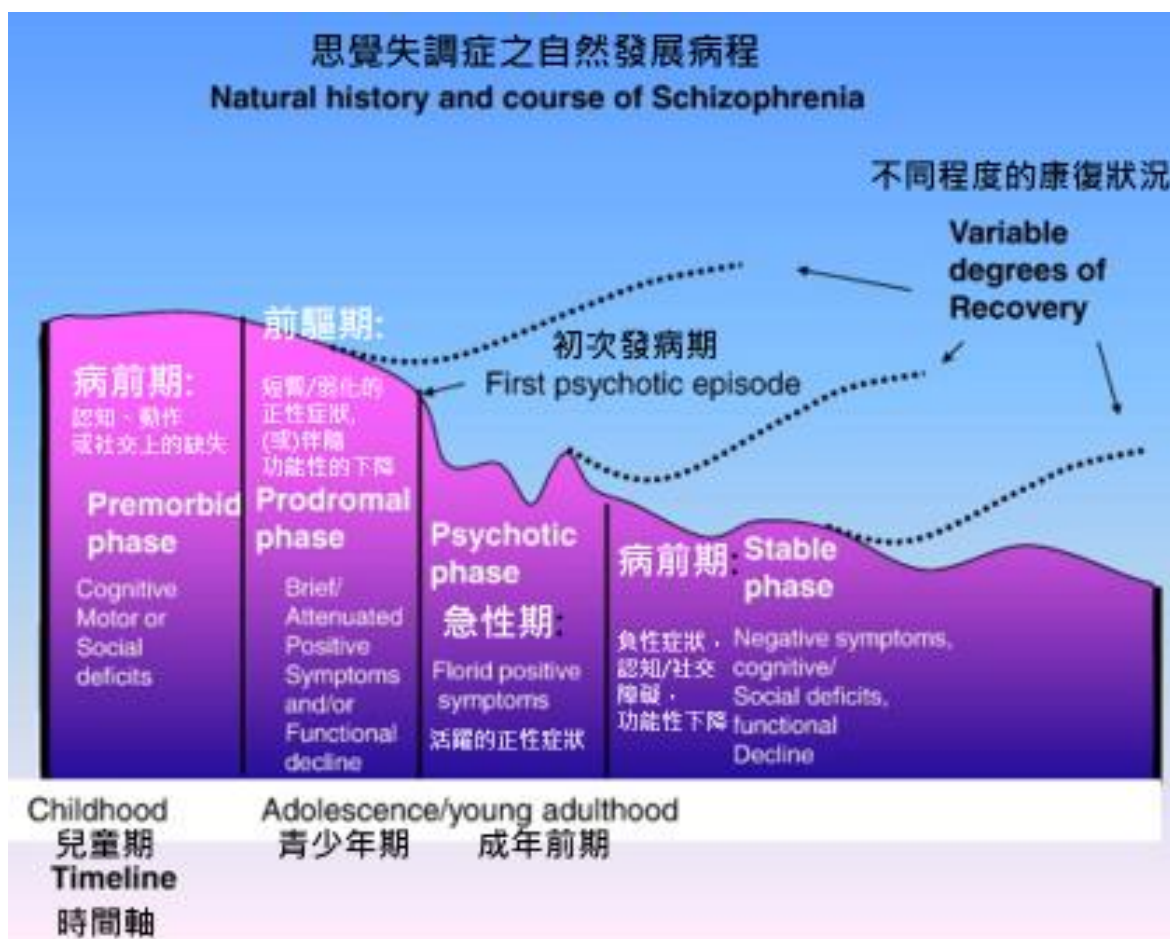 思覺失調症之自然發展病程
Natural history and course of Schizophrenia
不同程度的康復狀況
Variable
degrees of
Recovery
初次發病期
First psychotic episode
病前期:
認知、動作
或社交上的缺失
Premorbid
phase
Cognitive
Motor or
Social
deficits
前驅期:
短暫/弱化的
正性症狀,
(或)伴隨
功能性的下降
Prodromal
phase
Brief/
Attenuated
Positive
Symptoms
and/or
Functional
decline
Psychotic
phase
急性期:
Florid positive
symptoms
活躍的正性症狀
病前期:
Stable
phase
負性症狀,
認知/社交
障礙,
功能性下降
Negative symptoms,
cognitive/
Social deficits,
functional
Decline
Childhood
兒童期
Adolescence/young adulthood
青少年期 成年前期
Timeline
時間軸